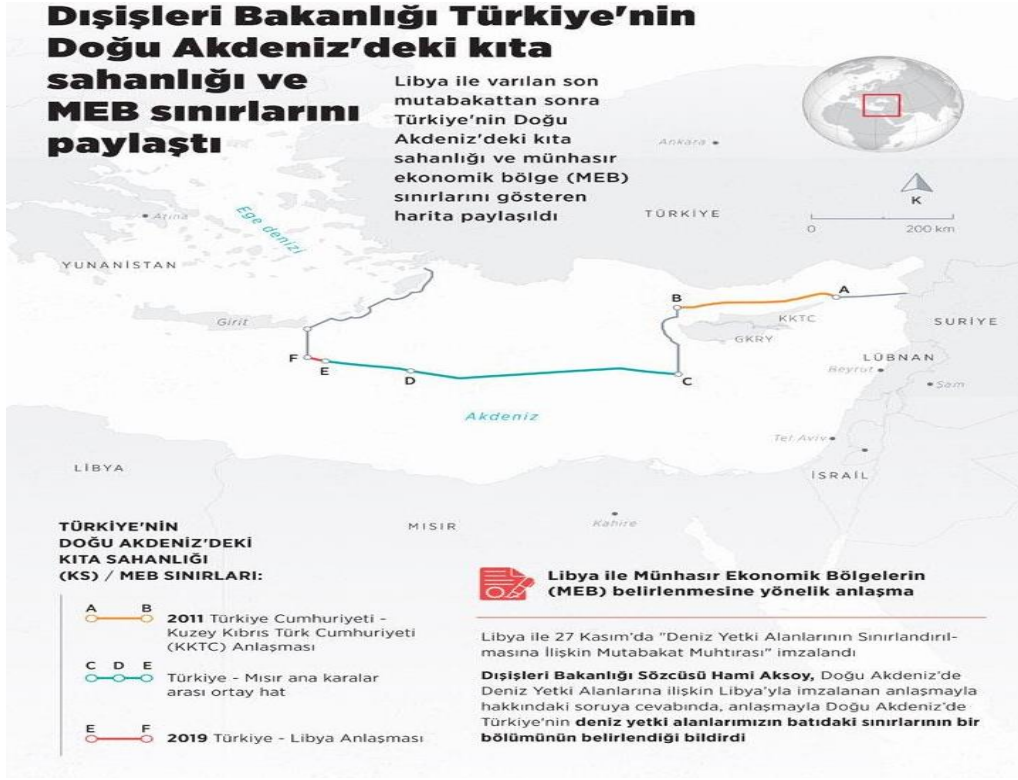 Dışişleri Bakanlığı Türkiye'nin
Doğu Akdeniz'deki kıta
sahanlığı ve
MEB sınırlarını
paylaştı
Libya ile varılan son
mutabakattan sonra
Türkiye'nin Doğu
Akdeniz'deki kıta
sahanlığı ve münhasır
ekonomik bölge (MEB)
sınırlarını gösteren
harita paylaşıldı
Ankara
K
0 200 km
TÜRKİYE
Atina
Ege denizi
YUNANİSTAN
Girit
A
B
KKTC
GKRY
SURİYE
LÜBNAN
Beyrut
Şam
F
E
D
C
Akdeniz
Tel Aviv
İSRAİL
LİBYA
MISIR
Kahire
TÜRKİYE'NİN
DOĞU AKDENİZ'DEKİ
KITA SAHANLIĞI
(KS) / MEB SINIRLARI:
A B
2011 Türkiye Cumhuriyeti -
Kuzey Kıbrıs Türk Cumhuriyeti
(KKTC) Anlaşması
C D E
Türkiye - Mısır ana karalar
arası ortay hat
E F
2019 Türkiye - Libya Anlaşması
Libya ile Münhasır Ekonomik Bölgelerin
(MEB) belirlenmesine yönelik anlaşma
Libya ile 27 Kasım'da "Deniz Yetki Alanlarının Sınırlandırıl-
masına İlişkin Mutabakat Muhtırası" imzalandı
Dışişleri Bakanlığı Sözcüsü Hami Aksoy, Doğu Akdeniz'de
Deniz Yetki Alanlarına ilişkin Libya'yla imzalanan anlaşmayla
hakkındaki soruya cevabında, anlaşmayla Doğu Akdeniz'de
Türkiye'nin deniz yetki alanlarımızın batıdaki sınırlarının bir
bölümünün belirlendiği bildirdi